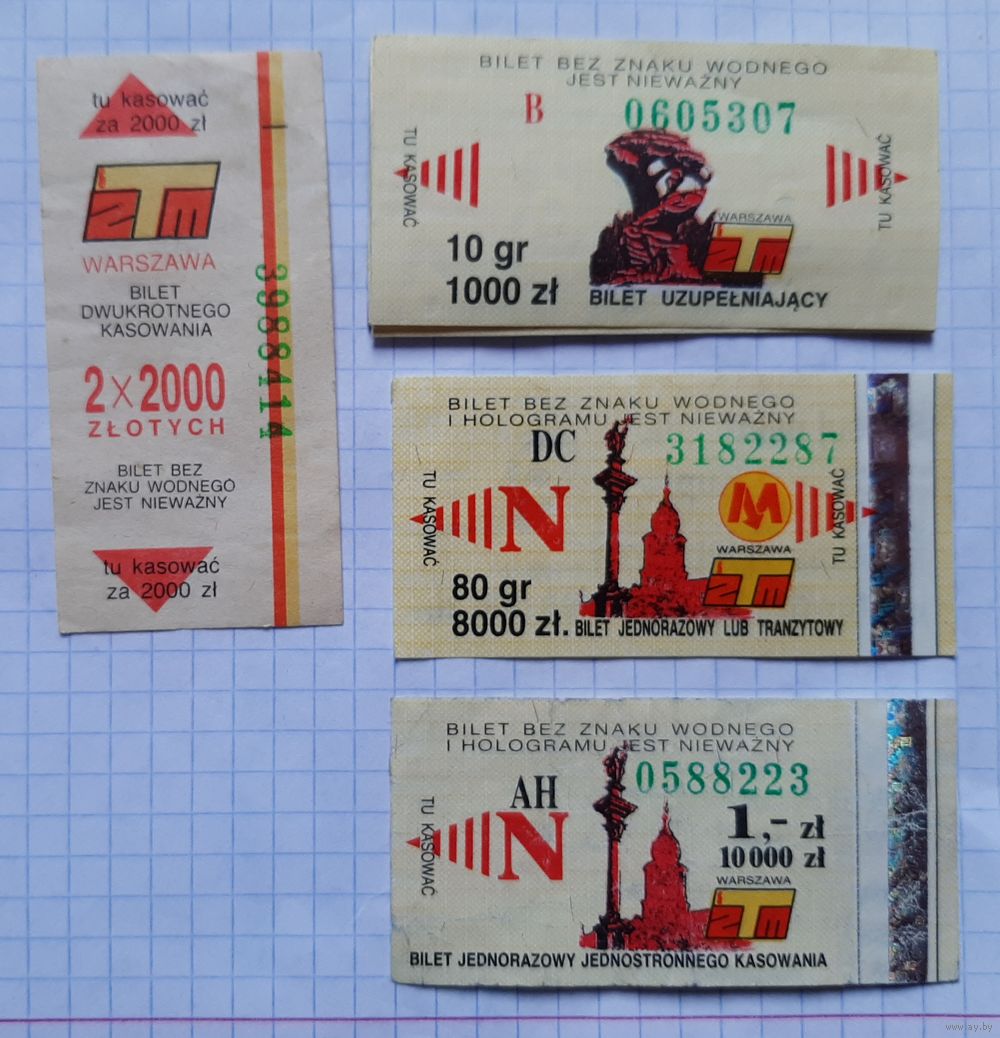 tu kasować
za 2000 zł
ZTM
WARSZAWA
BILET
DWUKROTNEGO
KASOWANIA
2 x 2000
ZŁOTYCH
BILET BEZ
ZNAKU WODNEGO
JEST NIEWAŻNY
tu kasować
za 2000 zł
3988414
BILET BEZ ZNAKU WODNEGO
JEST NIEWAŻNY
B 0605307
TU KASOWAĆ
TU KASOWAĆ
WARSZAWA
ZTM
10 gr
1000 zł
BILET UZUPEŁNIAJĄCY
BILET BEZ ZNAKU WODNEGO
I HOLOGRAMU JEST NIEWAŻNY
DC 3182287
TU KASOWAĆ
N
M
TU KASOWAĆ
WARSZAWA
ZTM
80 gr
8000 zł. BILET JEDNORAZOWY LUB TRANZYTOWY
BILET BEZ ZNAKU WODNEGO
I HOLOGRAMU JEST NIEWAŻNY
AH 0588223
TU KASOWAĆ
N
1,- zł
10 000 zł
WARSZAWA
ZTM
BILET JEDNORAZOWY JEDNOSTRONNEGO KASOWANIA
www.ay.by